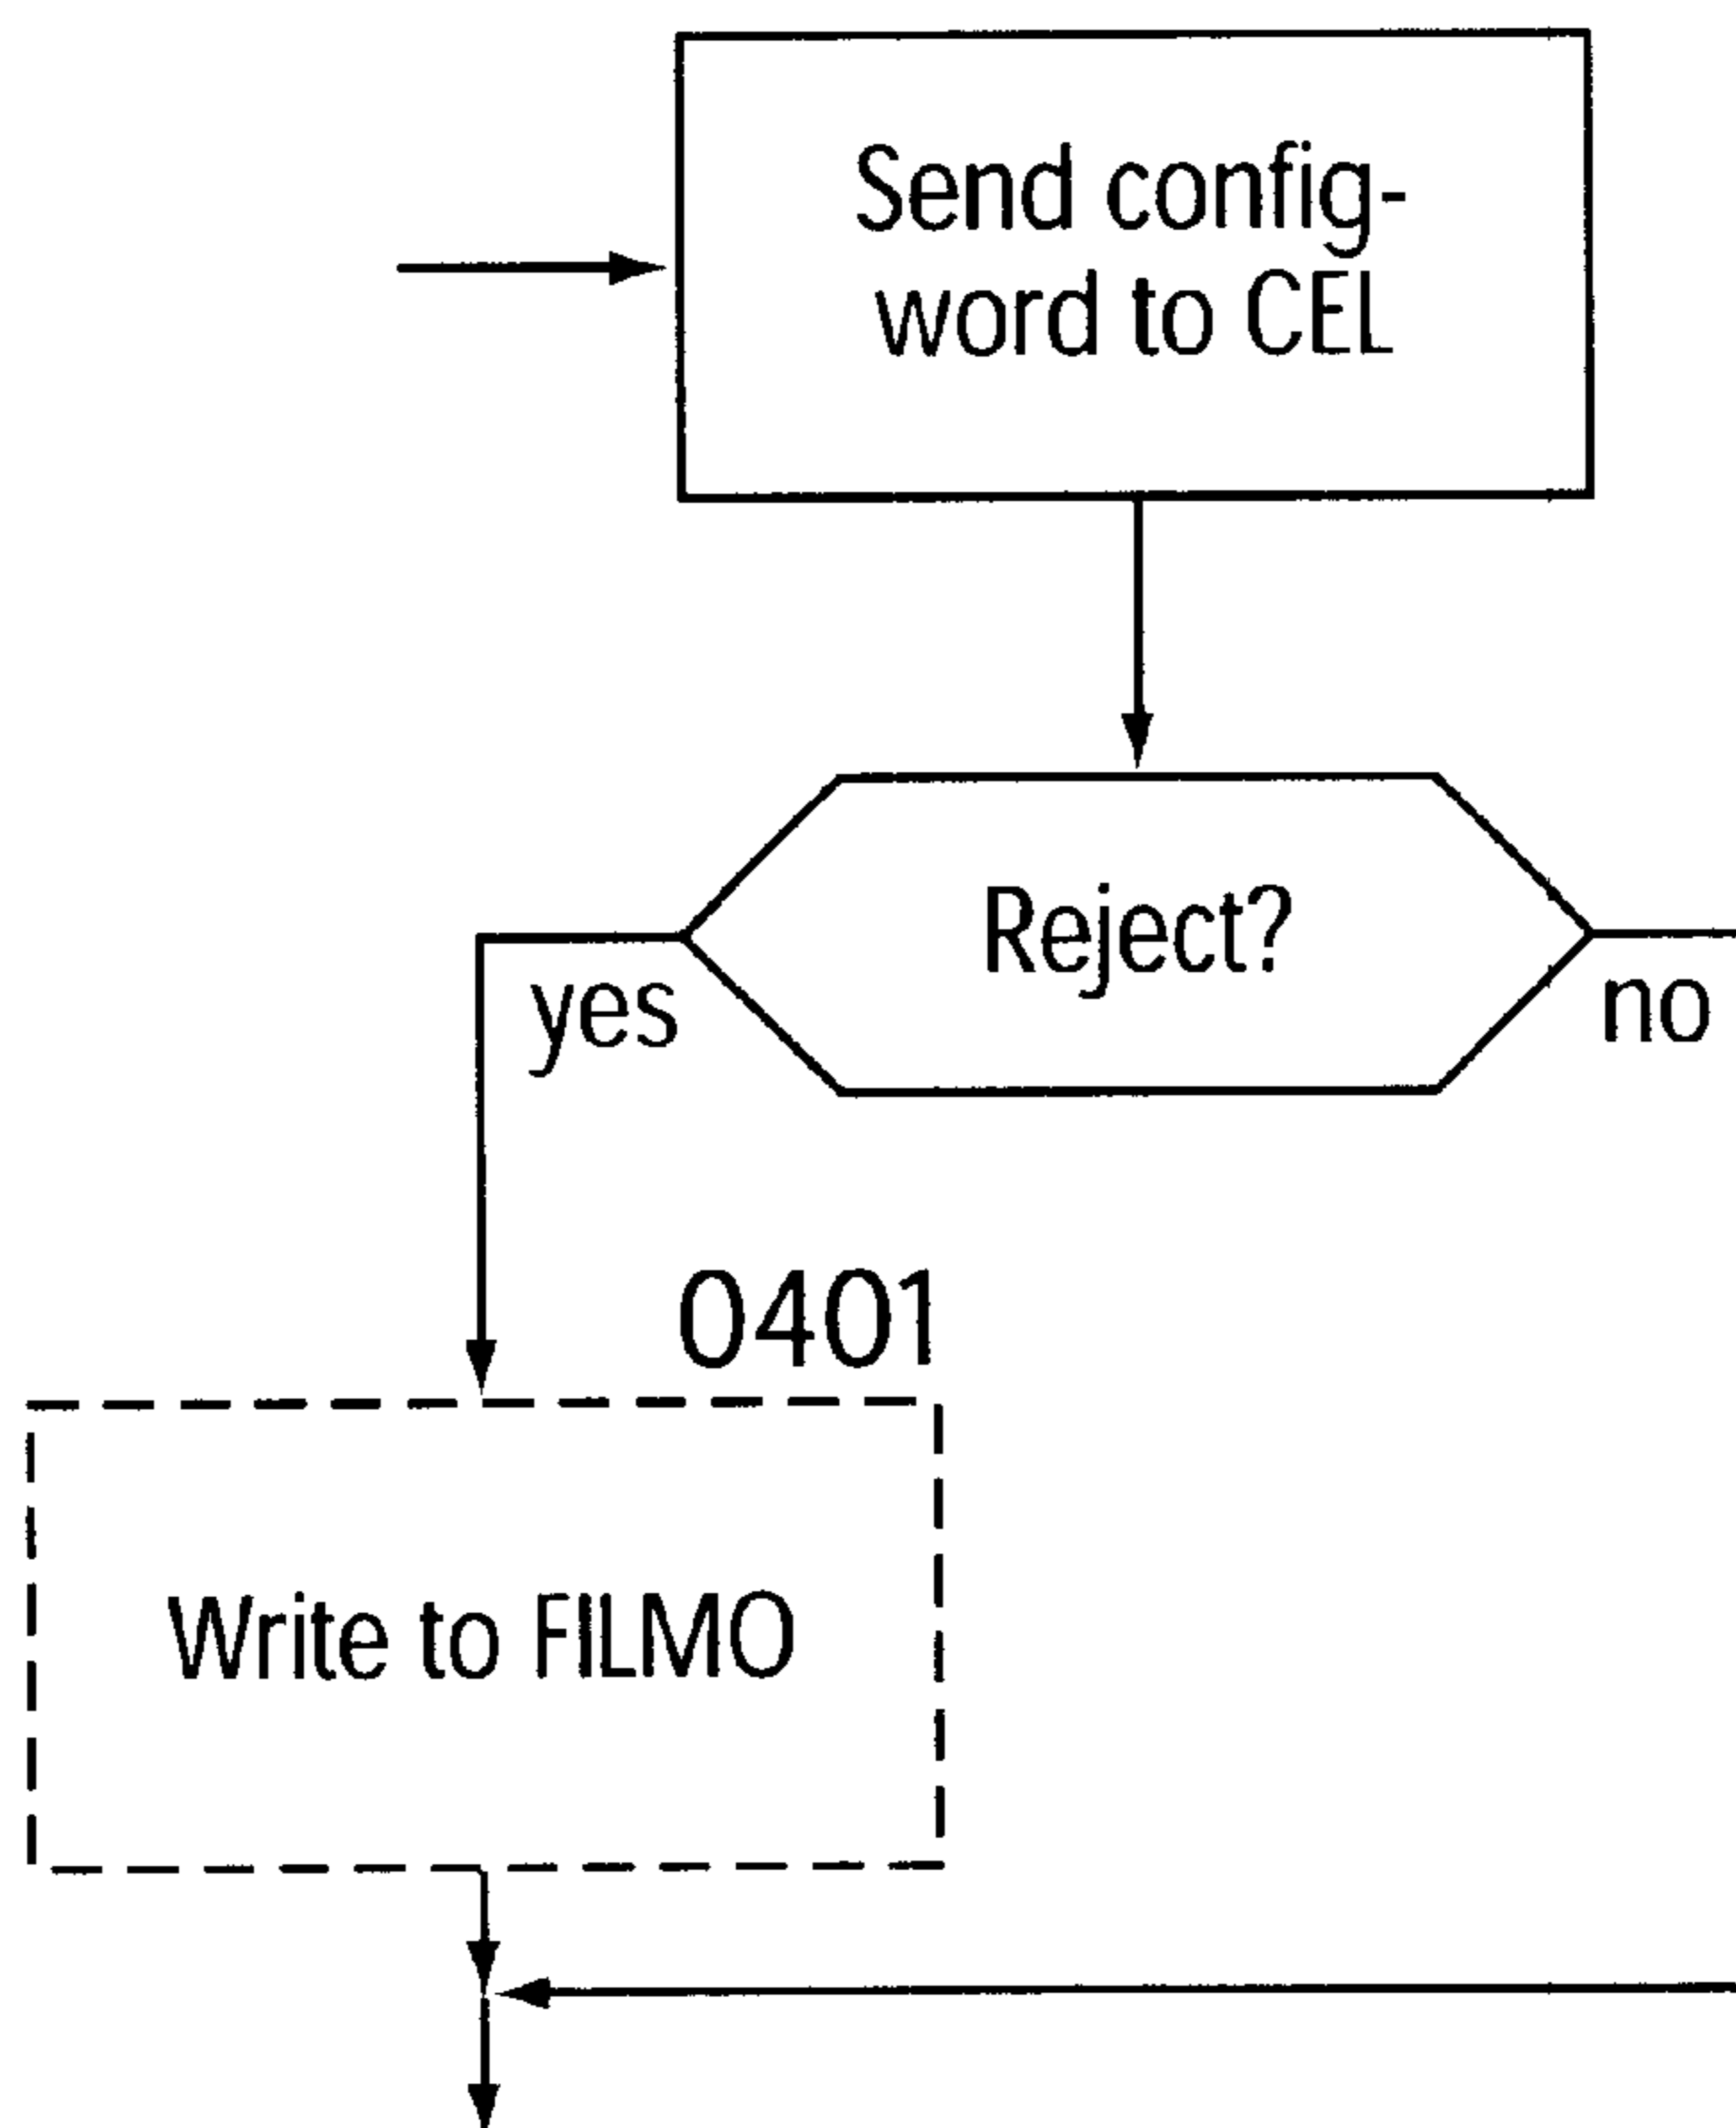 Send config-
word to CEL
Reject?
yes
no
0401
Write to FILMO